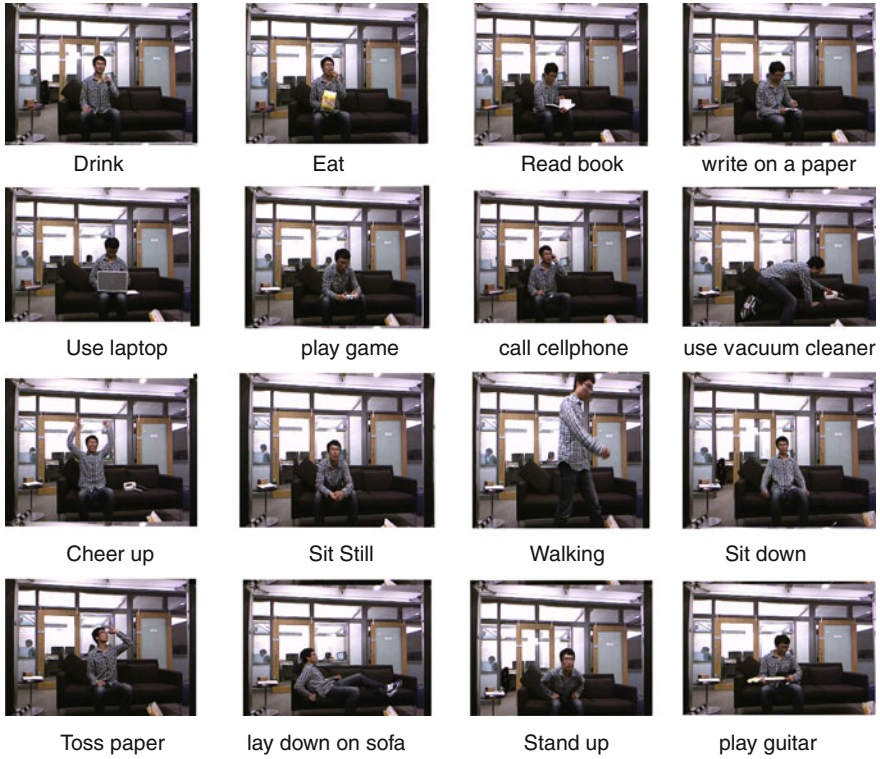 Drink Eat Read book write on a paper
Use laptop play game call cellphone use vacuum cleaner
Cheer up Sit Still Walking Sit down
Toss paper lay down on sofa Stand up play guitar